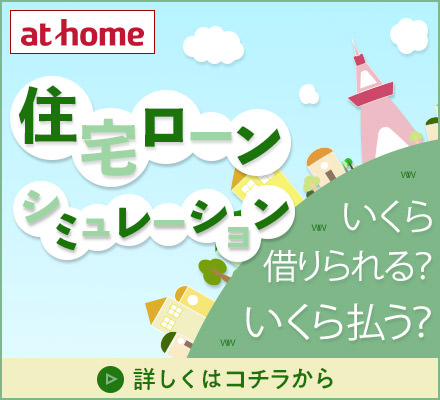 at home
住宅ローン
シミュレーション
いくら
借りられる?
いくら払う?
詳しくはコチラから